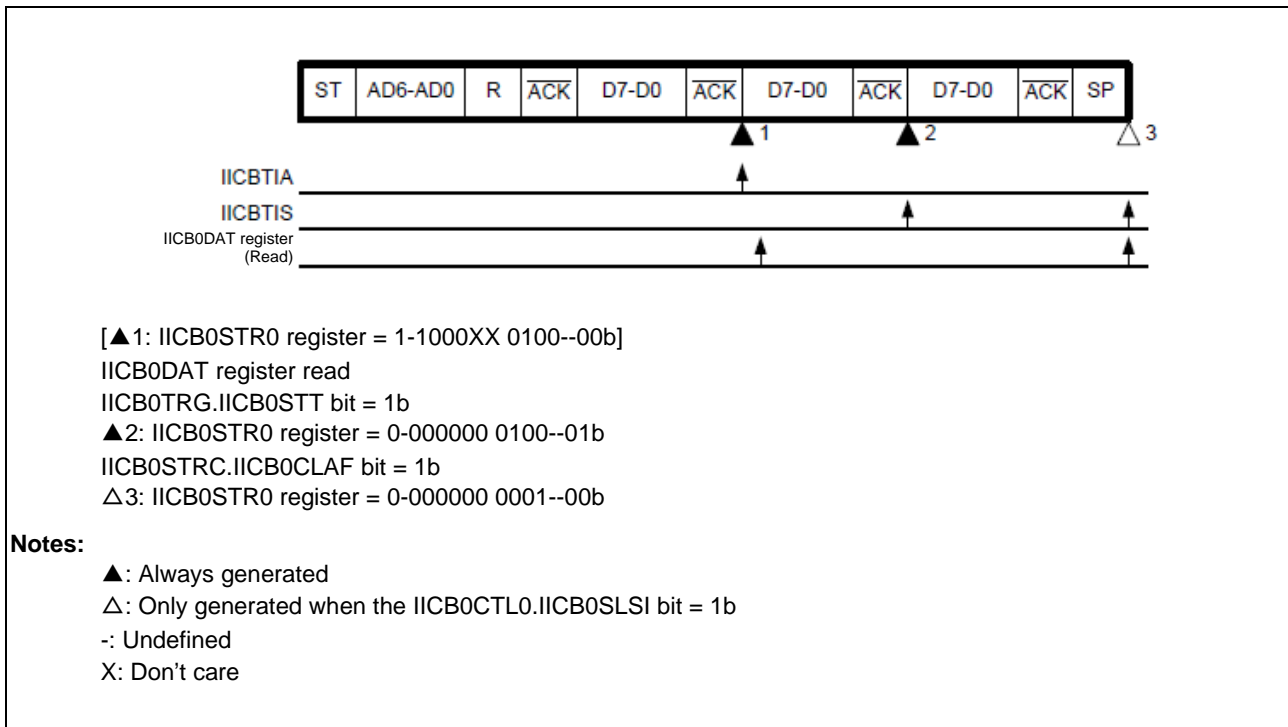 ST AD6-AD0 R ACK D7-D0 ACK D7-D0 ACK D7-D0 ACK SP
▲1 ▲2 △3
IICBTIA
IICBTIS
IICB0DAT register
(Read)
[▲1: IICB0STR0 register = 1-1000XX 0100--00b]
IICB0DAT register read
IICB0TRG.IICB0STT bit = 1b
▲2: IICB0STR0 register = 0-000000 0100--01b
IICB0STRC.IICB0CLAF bit = 1b
△3: IICB0STR0 register = 0-000000 0001--00b
Notes:
▲: Always generated
△: Only generated when the IICB0CTL0.IICB0SLSI bit = 1b
-: Undefined
X: Don't care